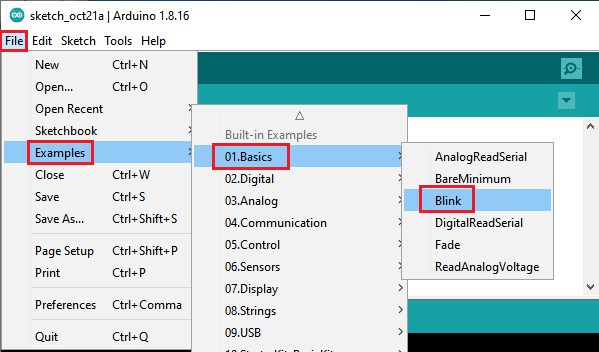 sketch_oct21a | Arduino 1.8.16
File Edit Sketch Tools Help
New Ctrl+N
Open... Ctrl+O
Open Recent
Sketchbook
Examples
Close Ctrl+W
Save Ctrl+S
Save As... Ctrl+Shift+S
Page Setup Ctrl+Shift+P
Print Ctrl+P
Preferences Ctrl+Comma
Quit Ctrl+Q
Built-in Examples
01.Basics
02.Digital
03.Analog
04.Communication
05.Control
06.Sensors
07.Display
08.Strings
09.USB
AnalogReadSerial
BareMinimum
Blink
DigitalReadSerial
Fade
ReadAnalogVoltage